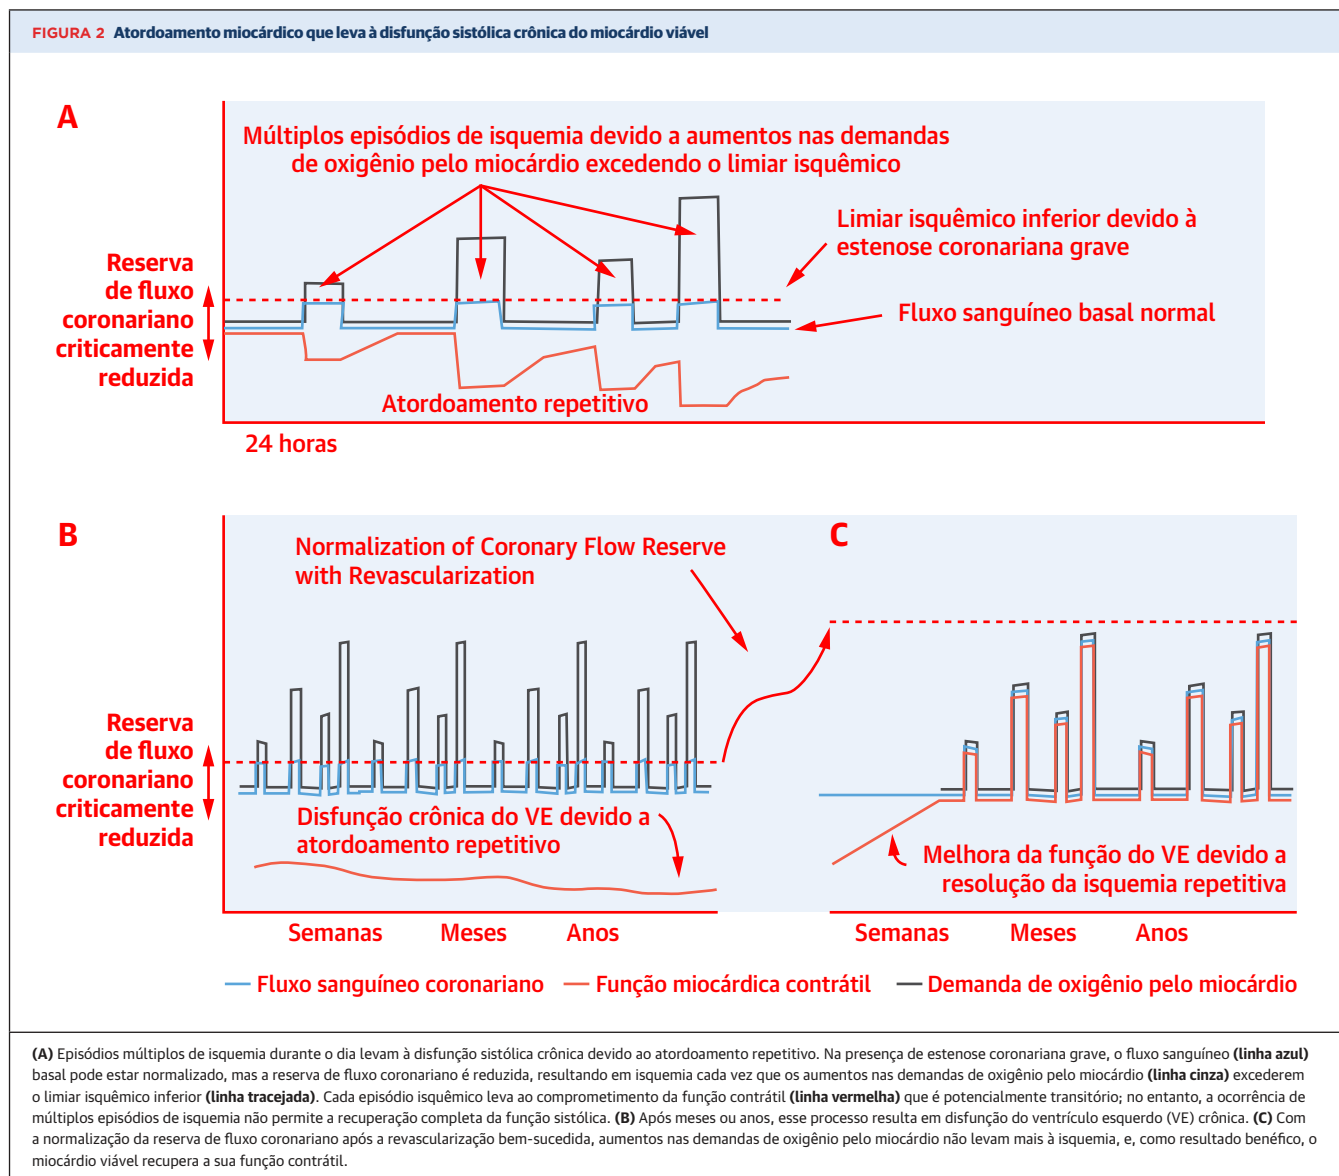 FIGURA 2 Atordoamento miocárdico que leva à disfunção sistólica crônica do miocárdio viável
A
Múltiplos episódios de isquemia devido a aumentos nas demandas
de oxigênio pelo miocárdio excedendo o limiar isquêmico
Limiar isquêmico inferior devido à
estenose coronariana grave
Reserva
de fluxo
coronariano
criticamente
reduzida
Fluxo sanguíneo basal normal
Atordoamento repetitivo
24 horas
B
Normalization of Coronary Flow Reserve
with Revascularization
C
Reserva
de fluxo
coronariano
criticamente
reduzida
Disfunção crônica do VE devido a
atordoamento repetitivo
Melhora da função do VE devido a
resolução da isquemia repetitiva
Semanas Meses Anos
Semanas Meses Anos
Fluxo sanguíneo coronariano Função miocárdica contrátil Demanda de oxigênio pelo miocárdio
(A) Episódios múltiplos de isquemia durante o dia levam à disfunção sistólica crônica devido ao atordoamento repetitivo. Na presença de estenose coronariana grave, o fluxo sanguíneo (linha azul)
basal pode estar normalizado, mas a reserva de fluxo coronariano é reduzida, resultando em isquemia cada vez que os aumentos nas demandas de oxigênio pelo miocárdio (linha cinza) excederem
o limiar isquêmico inferior (linha tracejada). Cada episódio isquêmico leva ao comprometimento da função contrátil (linha vermelha) que é potencialmente transitório; no entanto, a ocorrência de
múltiplos episódios de isquemia não permite a recuperação completa da função sistólica. (B) Após meses ou anos, esse processo resulta em disfunção do ventrículo esquerdo (VE) crônica. (C) Com
a normalização da reserva de fluxo coronariano após a revascularização bem-sucedida, aumentos nas demandas de oxigênio pelo miocárdio não levam mais à isquemia, e, como resultado benéfico, o
miocárdio viável recupera a sua função contrátil.